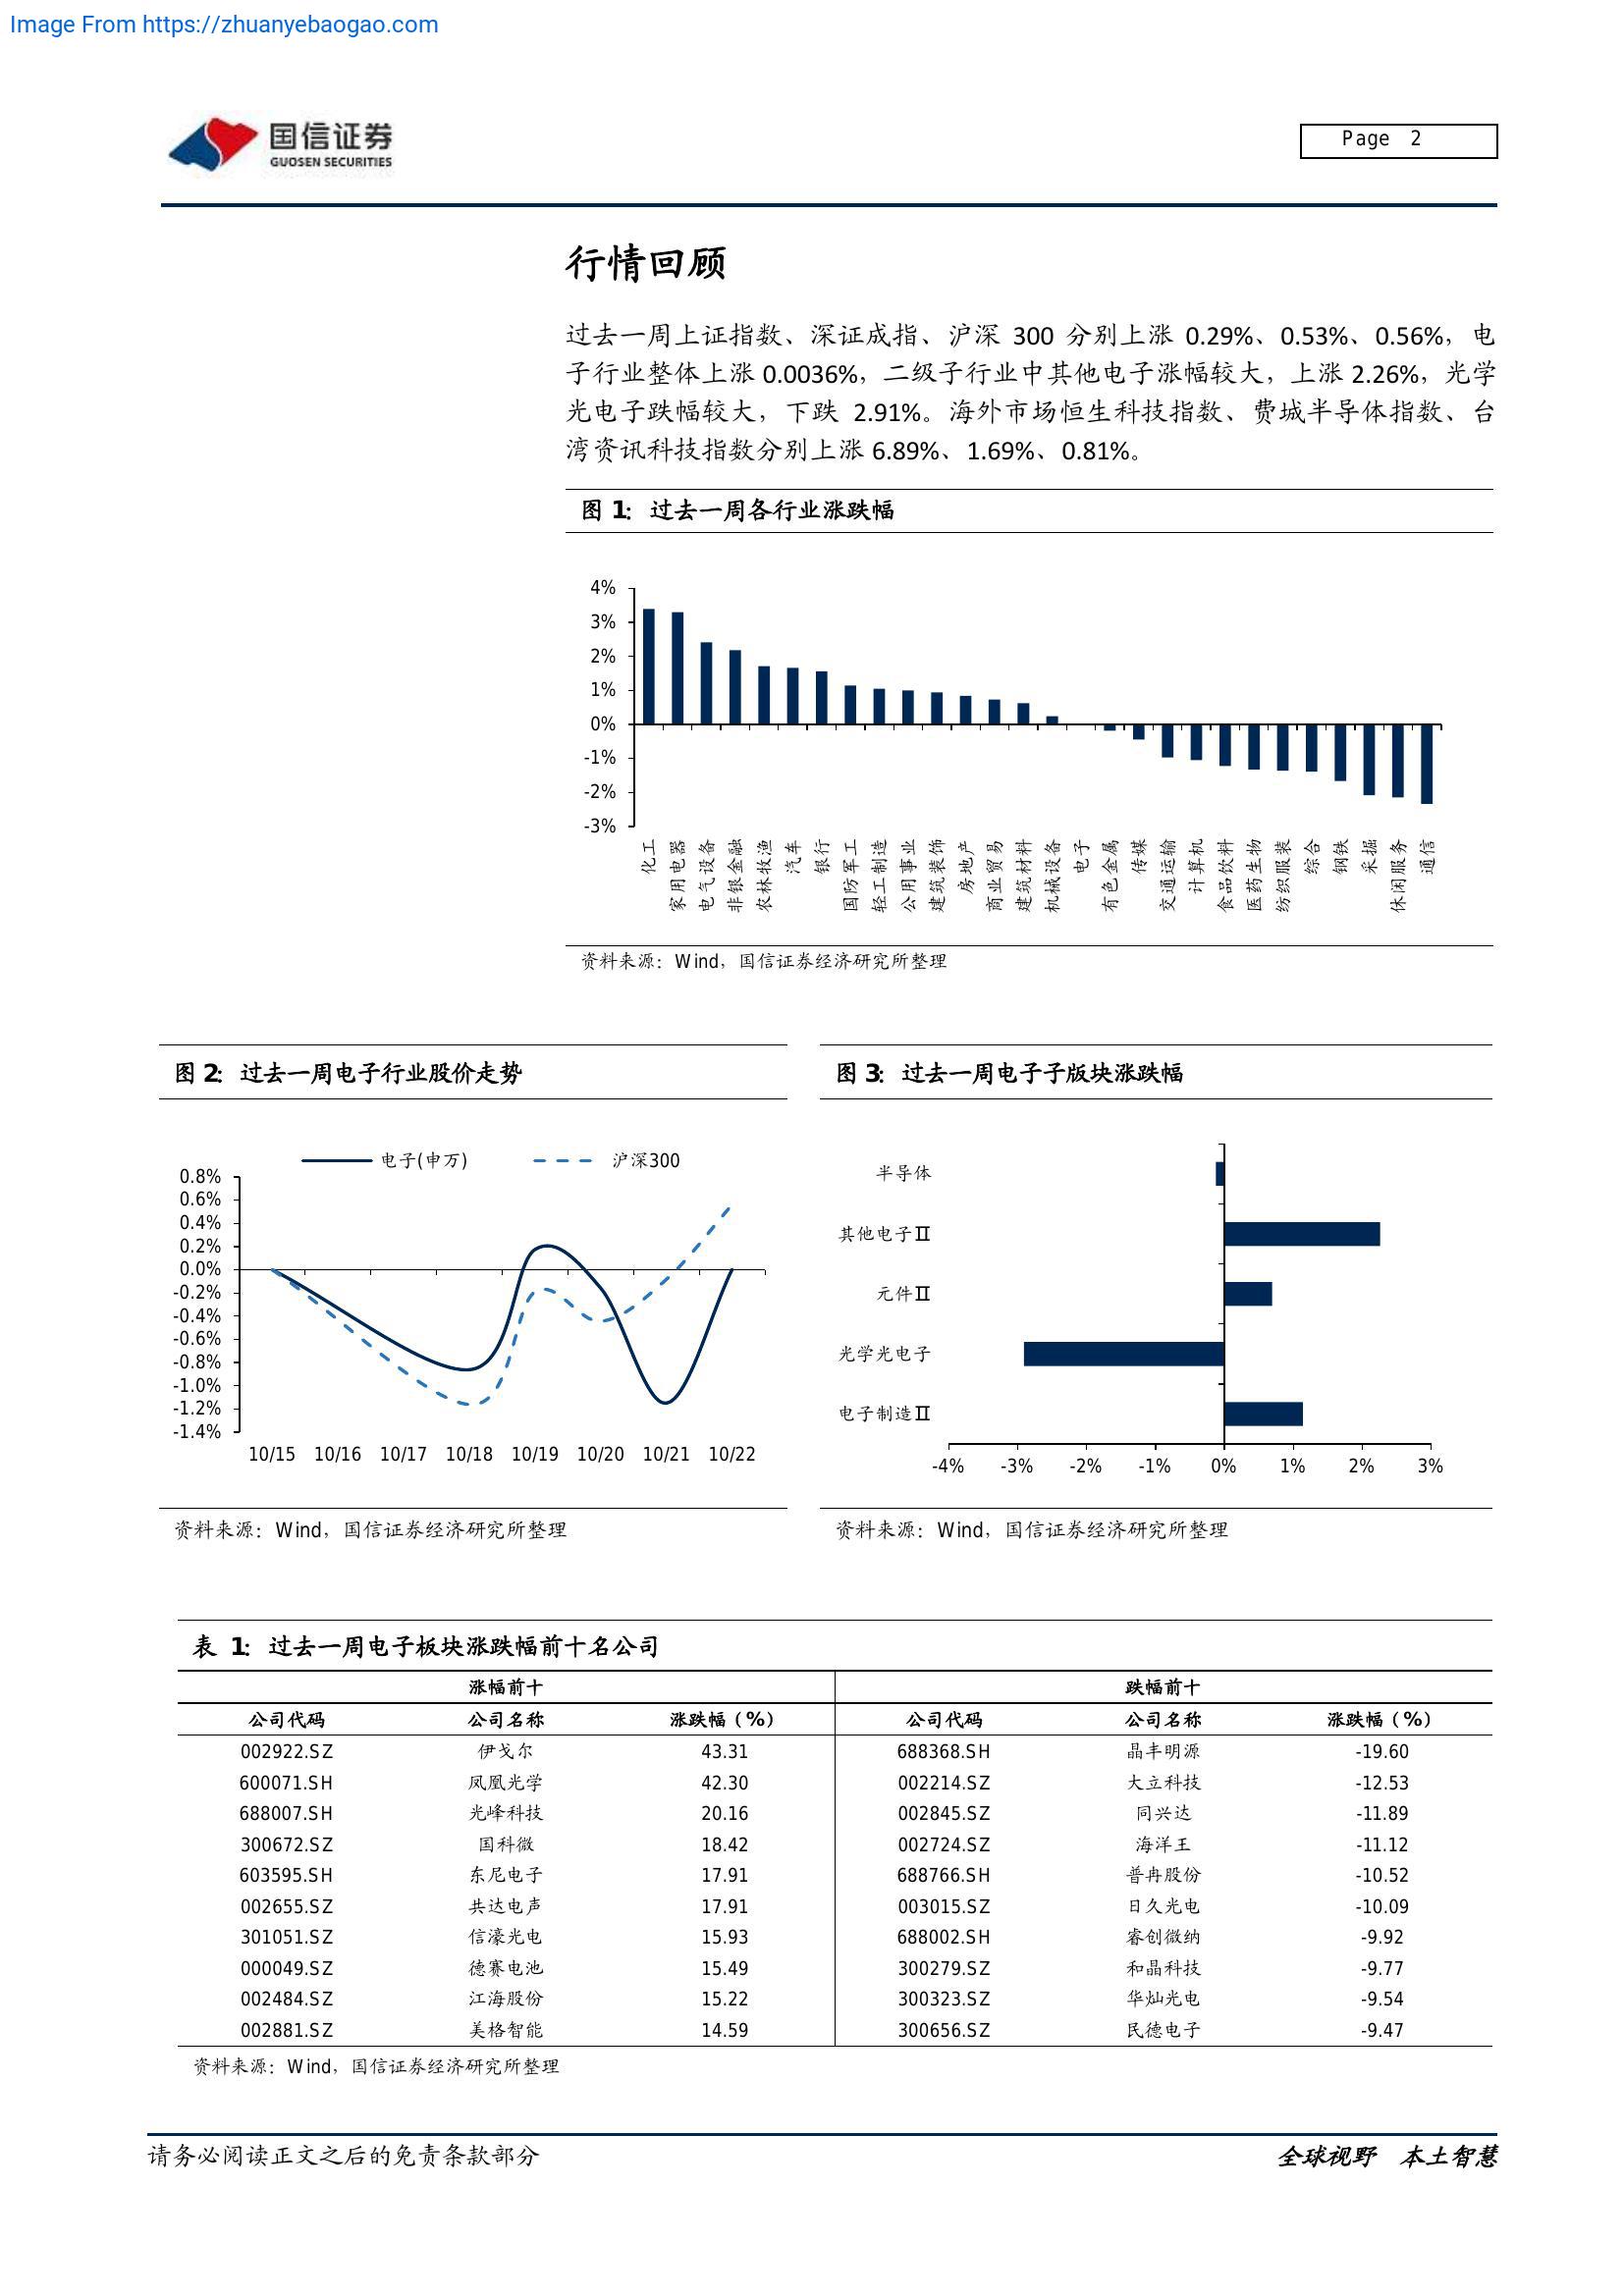 Image From https://zhuanyebaogao.com
国信证券
GUOSEN SECURITIES
Page 2
行情回顾
过去一周上证指数、深证成指、沪深 300 分别上涨 0.29%、0.53%、0.56%，电
子行业整体上涨 0.0036%，二级子行业中其他电子涨幅较大，上涨 2.26%，光学
光电子跌幅较大，下跌 2.91%。海外市场恒生科技指数、费城半导体指数、台
湾资讯科技指数分别上涨 6.89%、1.69%、0.81%。
图 1：过去一周各行业涨跌幅
4%
3%
2%
1%
0%
-1%
-2%
-3%
化工
家用电器
电气设备
非银金融
农林牧渔
汽车
银行
国防军工
轻工制造
公用事业
建筑装饰
房地产
商业贸易
建筑材料
机械设备
电子
有色金属
传媒
交通运输
计算机
食品饮料
医药生物
纺织服装
综合
钢铁
采掘
休闲服务
通信
资料来源：Wind，国信证券经济研究所整理
图 2：过去一周电子行业股价走势
电子(申万) 沪深300
0.8%
0.6%
0.4%
0.2%
0.0%
-0.2%
-0.4%
-0.6%
-0.8%
-1.0%
-1.2%
-1.4%
10/15 10/16 10/17 10/18 10/19 10/20 10/21 10/22
资料来源：Wind，国信证券经济研究所整理
图 3：过去一周电子子版块涨跌幅
半导体
其他电子Ⅱ
元件Ⅱ
光学光电子
电子制造Ⅱ
-4% -3% -2% -1% 0% 1% 2% 3%
资料来源：Wind，国信证券经济研究所整理
表 1：过去一周电子板块涨跌幅前十名公司
涨幅前十 跌幅前十
公司代码 公司名称 涨跌幅（%） 公司代码 公司名称 涨跌幅（%）
002922.SZ 伊戈尔 43.31 688368.SH 晶丰明源 -19.60
600071.SH 凤凰光学 42.30 002214.SZ 大立科技 -12.53
688007.SH 光峰科技 20.16 002845.SZ 同兴达 -11.89
300672.SZ 国科微 18.42 002724.SZ 海洋王 -11.12
603595.SH 东尼电子 17.91 688766.SH 普冉股份 -10.52
002655.SZ 共达电声 17.91 003015.SZ 日久光电 -10.09
301051.SZ 信濠光电 15.93 688002.SH 睿创微纳 -9.92
000049.SZ 德赛电池 15.49 300279.SZ 和晶科技 -9.77
002484.SZ 江海股份 15.22 300323.SZ 华灿光电 -9.54
002881.SZ 美格智能 14.59 300656.SZ 民德电子 -9.47
资料来源：Wind，国信证券经济研究所整理
请务必阅读正文之后的免责条款部分
全球视野 本土智慧